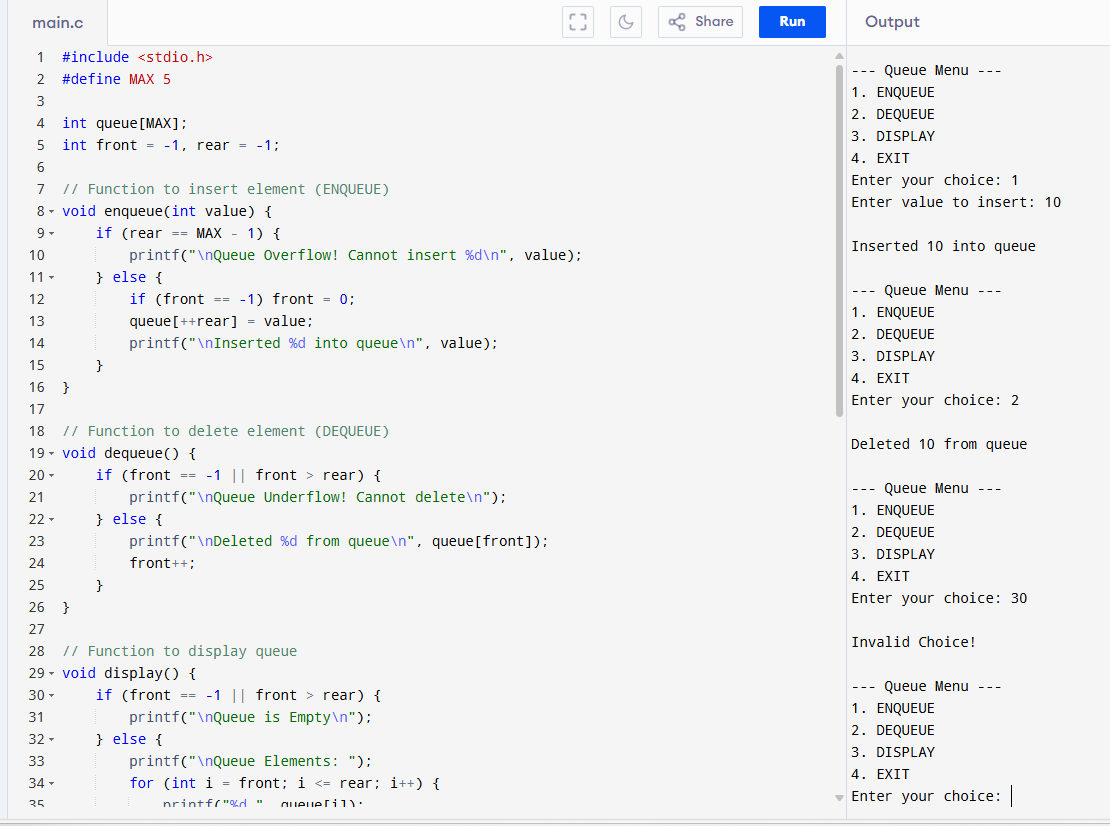 main.c
Share
Run
Output
1 #include <stdio.h>
2 #define MAX 5
3
4 int queue[MAX];
5 int front = -1, rear = -1;
6
7 // Function to insert element (ENQUEUE)
8 void enqueue(int value) {
9     if (rear == MAX - 1) {
10         printf("\nQueue Overflow! Cannot insert %d\n", value);
11     } else {
12         if (front == -1) front = 0;
13         queue[++rear] = value;
14         printf("\nInserted %d into queue\n", value);
15     }
16 }
17
18 // Function to delete element (DEQUEUE)
19 void dequeue() {
20     if (front == -1 || front > rear) {
21         printf("\nQueue Underflow! Cannot delete\n");
22     } else {
23         printf("\nDeleted %d from queue\n", queue[front]);
24         front++;
25     }
26 }
27
28 // Function to display queue
29 void display() {
30     if (front == -1 || front > rear) {
31         printf("\nQueue is Empty\n");
32     } else {
33         printf("\nQueue Elements: ");
34         for (int i = front; i <= rear; i++) {
35             printf("%d ", queue[i]);
--- Queue Menu ---
1. ENQUEUE
2. DEQUEUE
3. DISPLAY
4. EXIT
Enter your choice: 1
Enter value to insert: 10
Inserted 10 into queue
--- Queue Menu ---
1. ENQUEUE
2. DEQUEUE
3. DISPLAY
4. EXIT
Enter your choice: 2
Deleted 10 from queue
--- Queue Menu ---
1. ENQUEUE
2. DEQUEUE
3. DISPLAY
4. EXIT
Enter your choice: 30
Invalid Choice!
--- Queue Menu ---
1. ENQUEUE
2. DEQUEUE
3. DISPLAY
4. EXIT
Enter your choice: